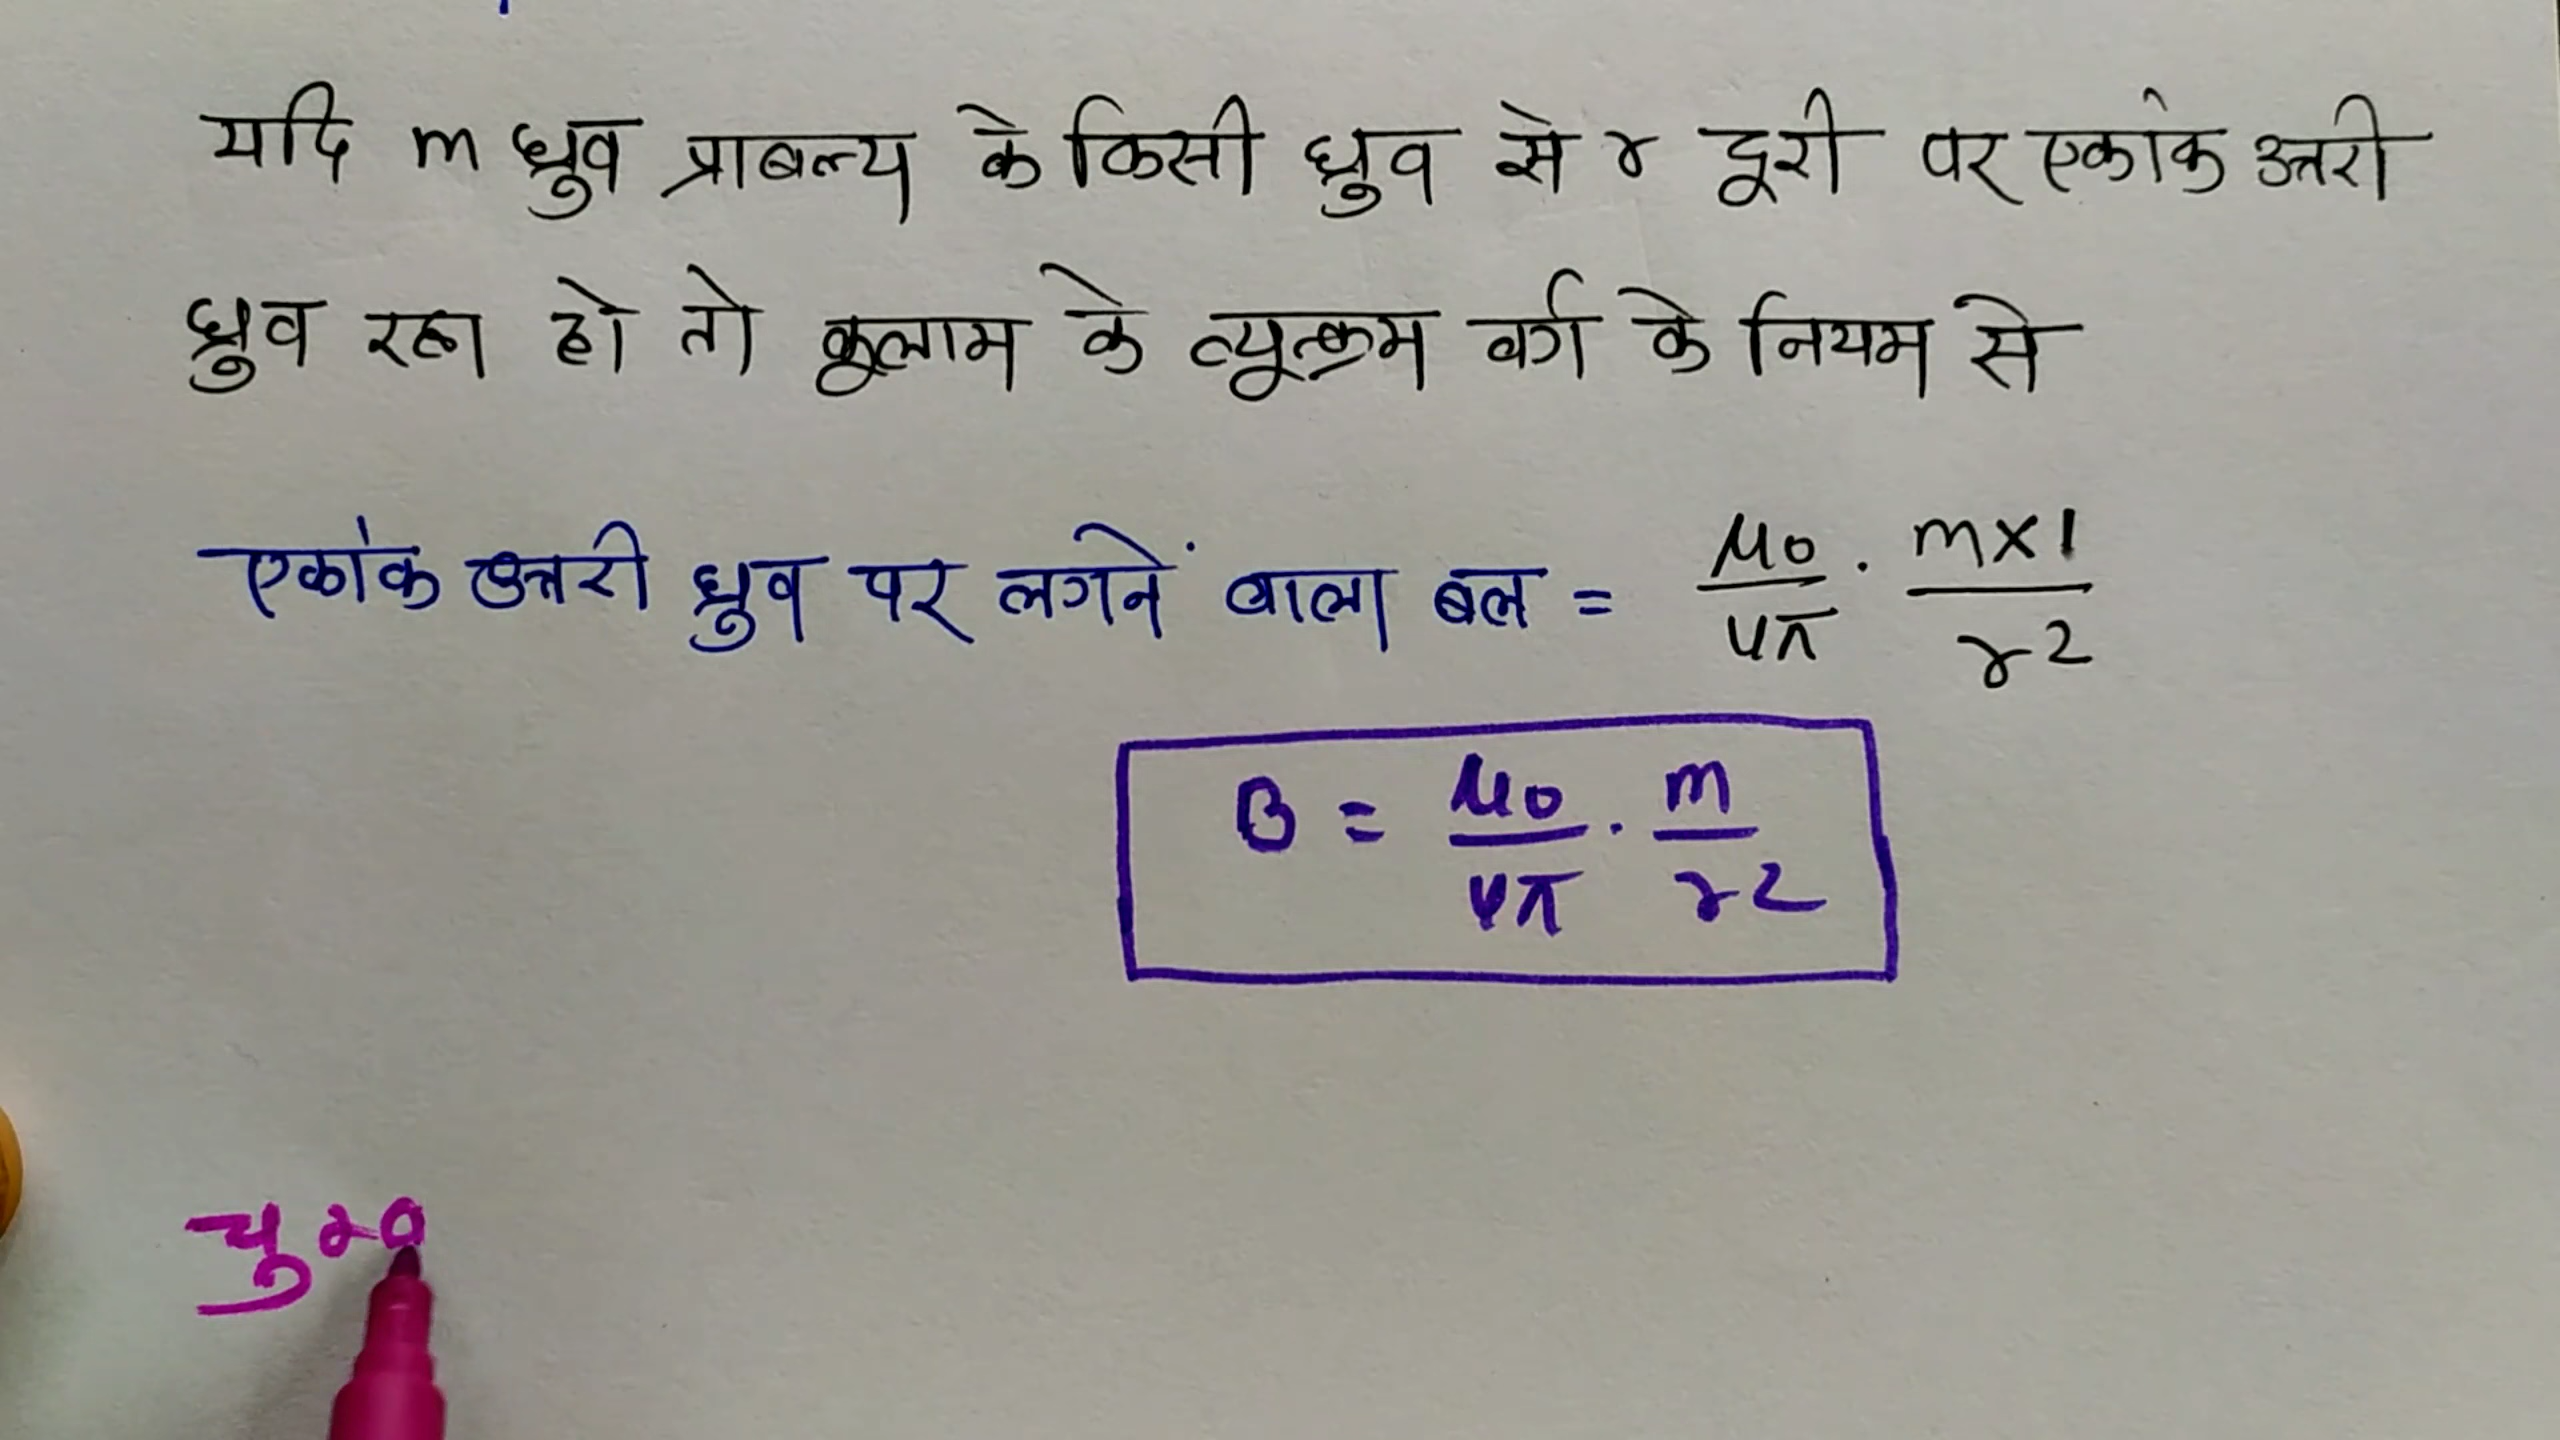 यदि m ध्रुव प्राबल्य के किसी ध्रुव से r दूरी पर एकांक उत्तरी
ध्रुव रखा हो तो कूलाम के व्युत्क्रम वर्ग के नियम से
एकांक उत्तरी ध्रुव पर लगनें वाला बल = μ₀/4π · m×1/r²
B = μ₀/4π · m/r²